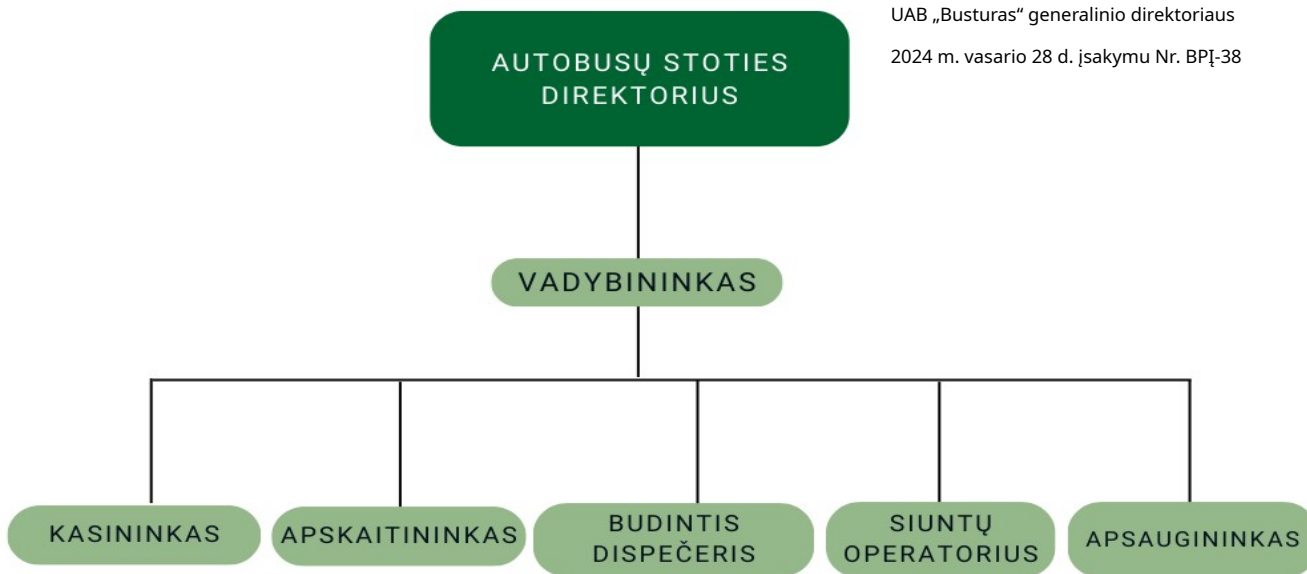 UAB „Busturas“ generalinio direktoriaus
2024 m. vasario 28 d. įsakymu Nr. BPĮ-38
AUTOBUSŲ STOTIES
DIREKTORIUS
VADYBININKAS
KASININKAS
APSKAITININKAS
BUDINTIS
DISPEČERIS
SIUNTŲ
OPERATORIUS
APSAUGININKAS